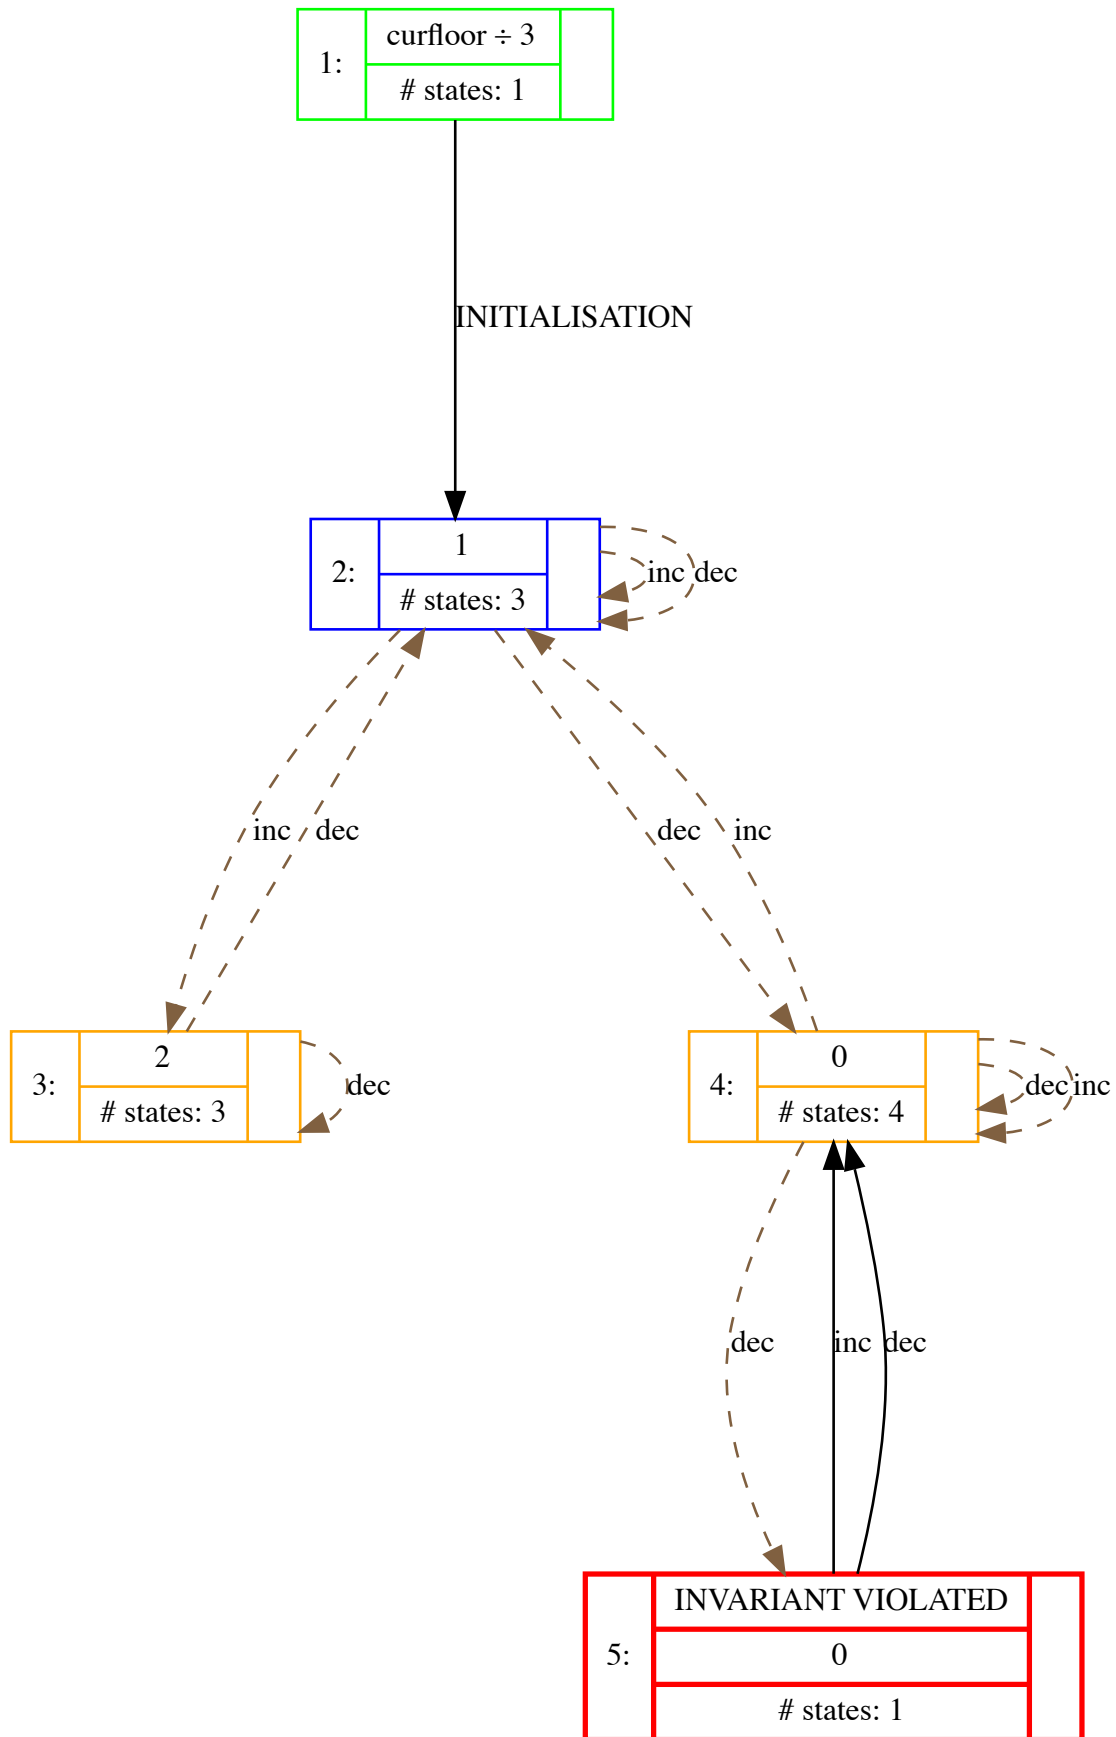 1:
curfloor ÷ 3
# states: 1
INITIALISATION
2:
1
# states: 3
inc
dec
inc
dec
dec
inc
3:
2
# states: 3
dec
4:
0
# states: 4
dec
inc
dec
inc
dec
5:
INVARIANT VIOLATED
0
# states: 1